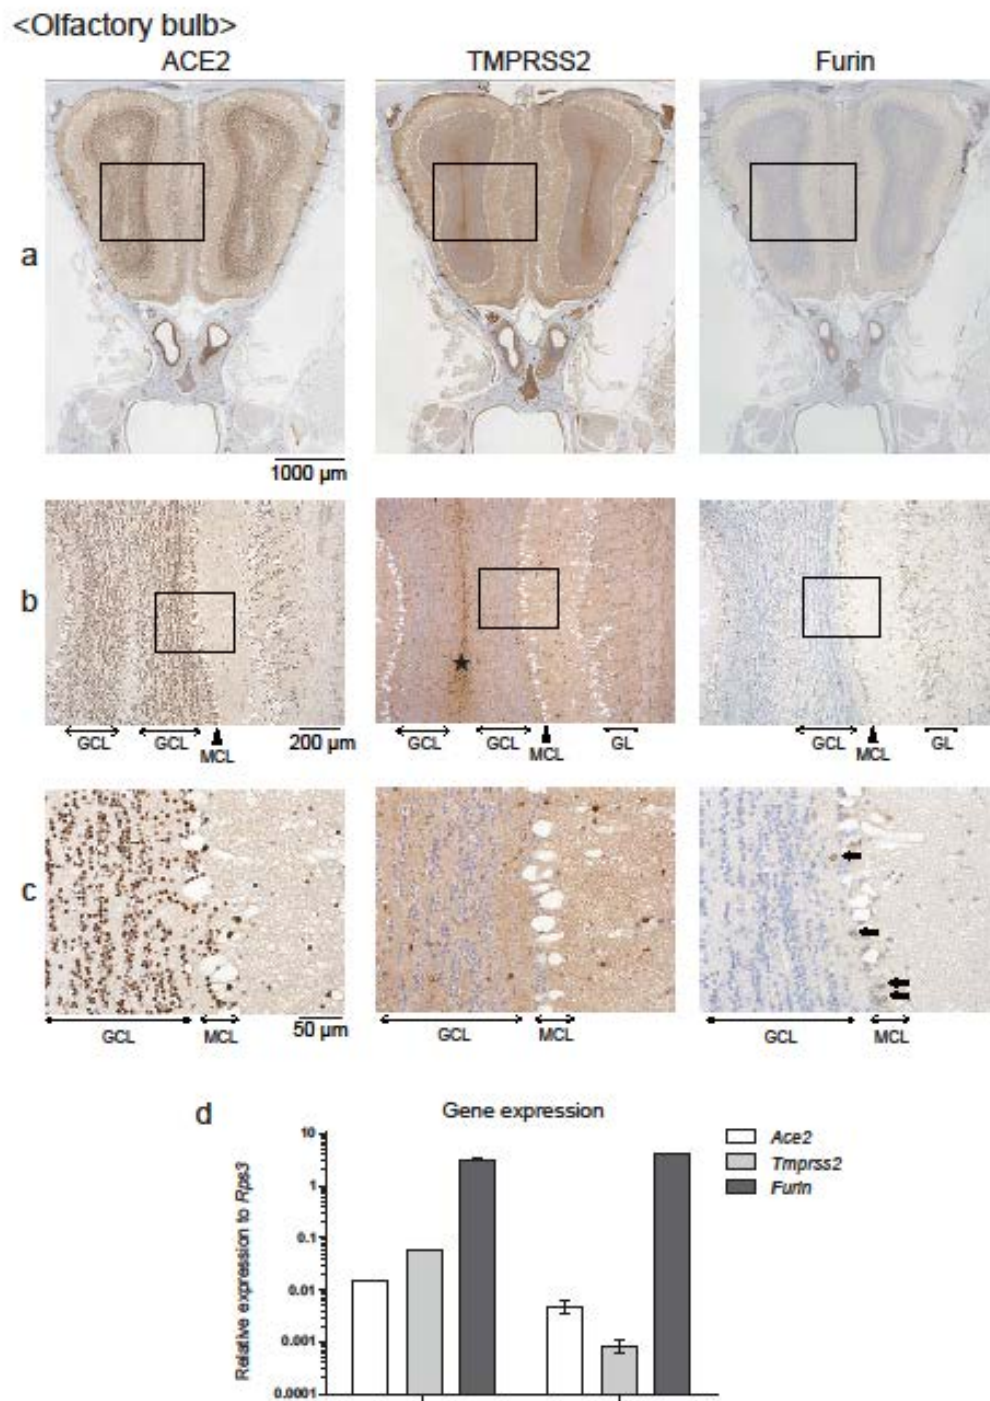 <Olfactory bulb>
ACE2 TMPRSS2 Furin
a
1000 µm
b
GCL GCL MCL 200 µm GCL GCL MCL GL GCL MCL GL
c
GCL MCL 50 µm GCL MCL GCL MCL
d Gene expression
Relative expression to Rps3
10
1
0.1
0.01
0.001
0.0001
Ace2
Tmprss2
Furin